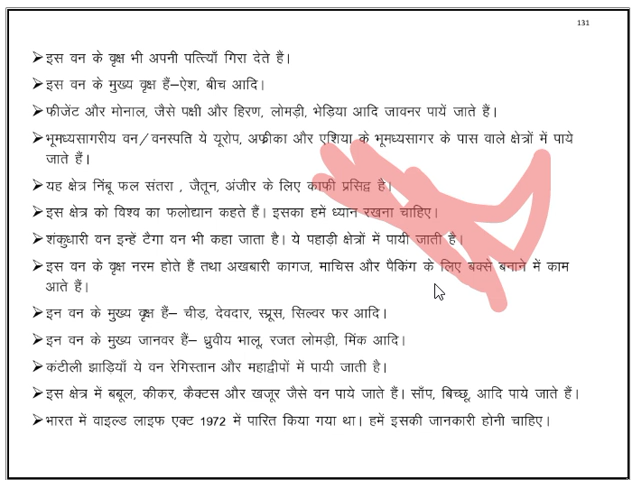 131
➢इस वन के वृक्ष भी अपनी पत्तियाँ गिरा देते हैं।
➢इस वन के मुख्य वृक्ष हैं–ऐश, बीच आदि।
➢फीजेंट और मोनाल, जैसे पक्षी और हिरण, लोमड़ी, भेड़िया आदि जावनर पायें जाते हैं।
➢भूमध्यसागरीय वन/वनस्पति ये यूरोप, अफ्रीका और एशिया के भूमध्यसागर के पास वाले क्षेत्रों में पाये
जाते हैं।
➢यह क्षेत्र निंबू फल संतरा , जैतून, अंजीर के लिए काफी प्रसिद्व है।
➢इस क्षेत्र को विश्व का फलोद्यान कहते हैं। इसका हमें ध्यान रखना चाहिए।
➢शंकुधारी वन इन्हें टैगा वन भी कहा जाता है। ये पहाड़ी क्षेत्रों में पायी जाती है।
➢इस वन के वृक्ष नरम होते हैं तथा अखबारी कागज, माचिस और पैकिंग के लिए बक्से बनाने में काम
आते हैं।
➢इन वन के मुख्य वृक्ष हैं– चीड, देवदार, स्प्रूस, सिल्वर फर आदि।
➢इन वन के मुख्य जानवर हैं– ध्रुवीय भालू, रजत लोमड़ी, मिंक आदि।
➢कंटीली झाड़ियाँ ये वन रेगिस्तान और महाद्वीपों में पायी जाती है।
➢इस क्षेत्र में बबूल, कीकर, कैक्टस और खजूर जैसे वन पाये जाते हैं। साँप, बिच्छू, आदि पाये जाते हैं।
➢भारत में वाइल्ड लाइफ एक्ट 1972 में पारित किया गया था। हमें इसकी जानकारी होनी चाहिए।